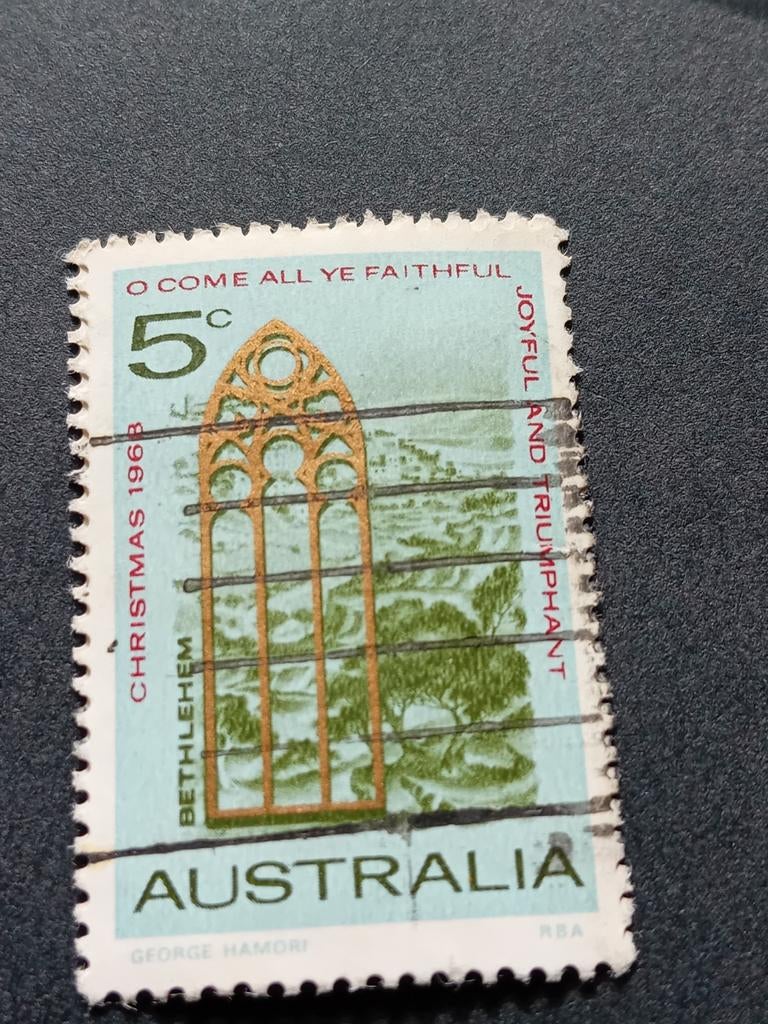 O COME ALL YE FAITHFUL
JOYFUL AND TRIUMPHANT
5c
CHRISTMAS 1968
BETHLEHEM
AUSTRALIA
GEORGE HAMORI
RBA